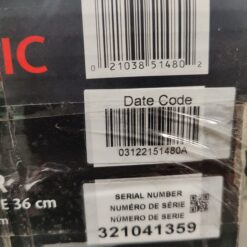 IC
0 21038 51480 2
Date Code
03122151480A
R
E 36 cm
m
SERIAL NUMBER
NUMÉRO DE SÉRIE
NÚMERO DE SERIE
321041359